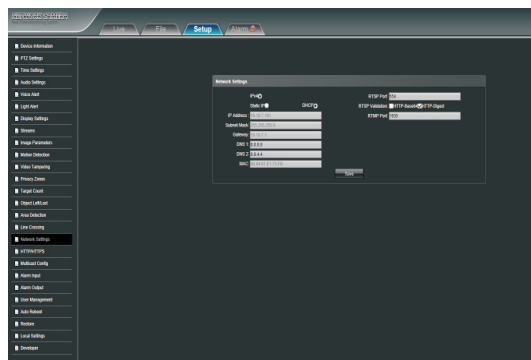 NETWORK CAMERA
Live
File
Setup
Alarm
Device Information
PTZ Settings
Time Settings
Audio Settings
Voice Alert
Light Alert
Display Settings
Streams
Image Parameters
Motion Detection
Video Tampering
Privacy Zones
Target Count
Object Left/Lost
Area Detection
Line Crossing
Network Settings
HTTP/HTTPS
Multicast Config
Alarm Input
Alarm Output
User Management
Auto Reboot
Restore
Local Settings
Developer
Network Settings
IPv4
Static IP DHCP
IP Address
Subnet Mask 255.255.255.0
Gateway
DNS 1 8.8.8.8
DNS 2 8.8.4.4
MAC
RTSP Port 554
RTSP Validation HTTP-Base64 HTTP-Digest
RTMP Port 1935
Save